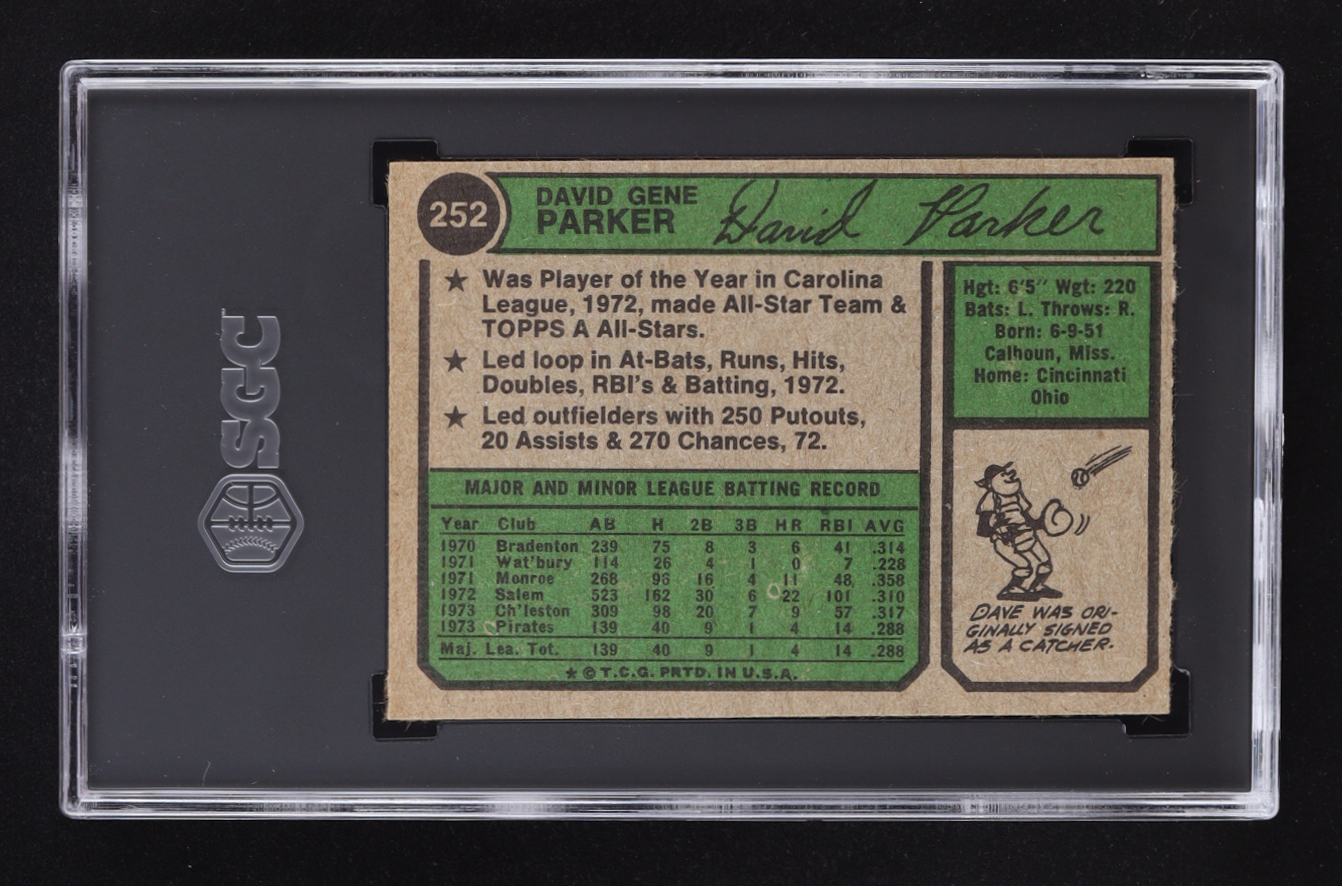 SGC
252
DAVID GENE
PARKER
David Parker
★ Was Player of the Year in Carolina
League, 1972, made All-Star Team &
TOPPS A All-Stars.
★ Led loop in At-Bats, Runs, Hits,
Doubles, RBI's & Batting, 1972.
★ Led outfielders with 250 Putouts,
20 Assists & 270 Chances, 72.
Hgt: 6'5" Wgt: 220
Bats: L. Throws: R.
Born: 6-9-51
Calhoun, Miss.
Home: Cincinnati
Ohio
MAJOR AND MINOR LEAGUE BATTING RECORD
Year Club AB H 2B 3B HR RBI AVG
1970 Bradenton 239 75 8 3 6 41 .314
1971 Wat'bury 114 26 4 1 0 7 .228
1971 Monroe 268 96 16 4 11 48 .358
1972 Salem 523 162 30 6 22 101 .310
1973 Ch'leston 309 98 20 7 9 57 .317
1973 Pirates 139 40 9 1 4 14 .288
Maj. Lea. Tot. 139 40 9 1 4 14 .288
★ © T.C.G. PRTD. IN U.S.A.
DAVE WAS ORI-
GINALLY SIGNED
AS A CATCHER.